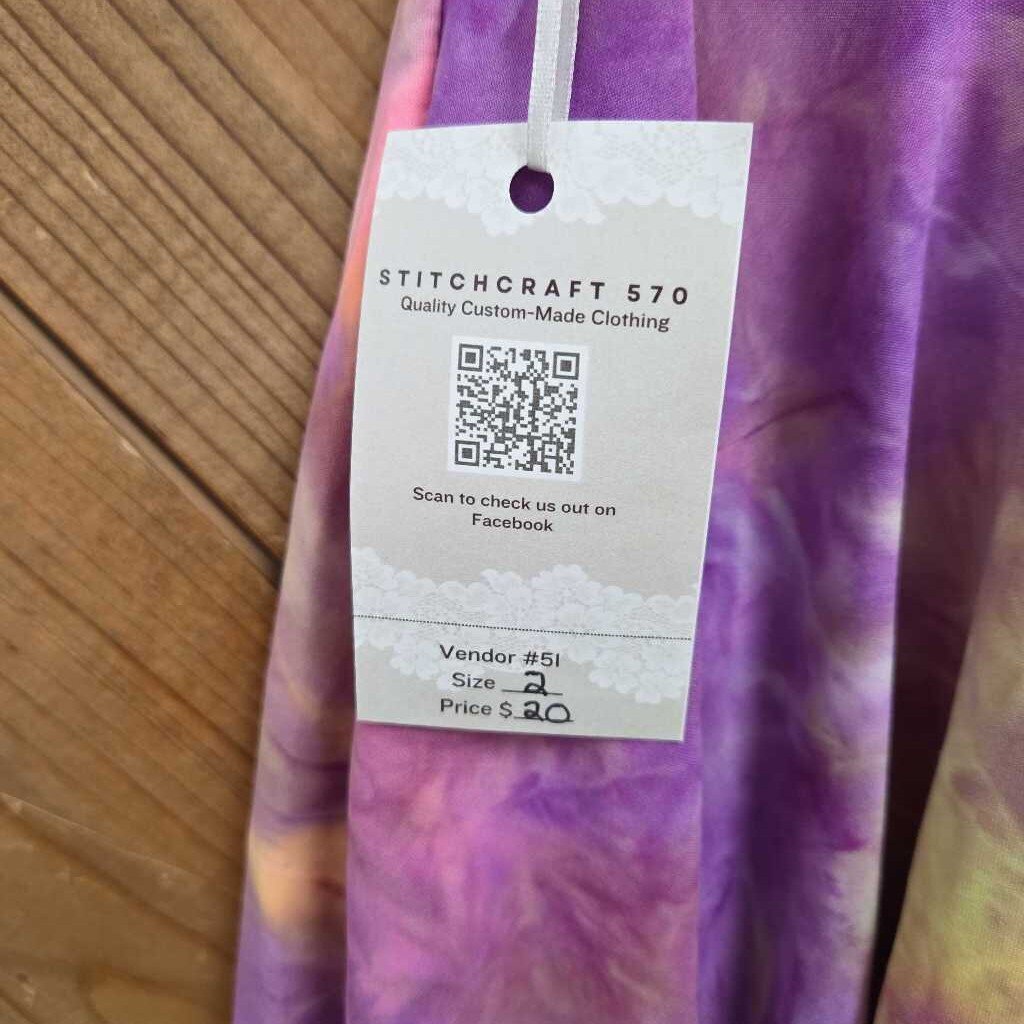 STITCHCRAFT 570
Quality Custom-Made Clothing
Scan to check us out on
Facebook
Vendor #51
Size 2
Price $ 20